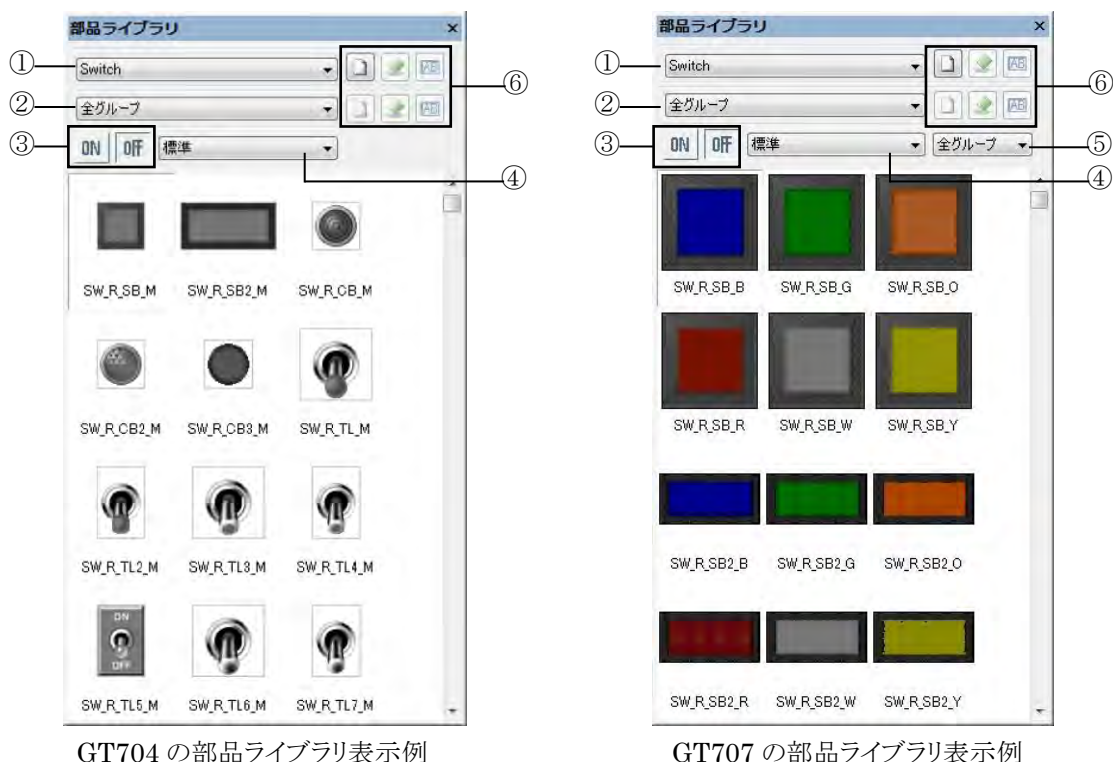 部品ライブラリ ×
① Switch ⑥
② 全グループ
③ ON OFF 標準 ④
SW_R_SB_M SW_R_SB2_M SW_R_CB_M
SW_R_CB2_M SW_R_CB3_M SW_R_TL_M
SW_R_TL2_M SW_R_TL3_M SW_R_TL4_M
ON
OFF
SW_R_TL5_M SW_R_TL6_M SW_R_TL7_M
GT704 の部品ライブラリ表示例
部品ライブラリ ×
① Switch ⑥
② 全グループ
③ ON OFF 標準 全グループ ⑤
④
SW_R_SB_B SW_R_SB_G SW_R_SB_O
SW_R_SB_R SW_R_SB_W SW_R_SB_Y
SW_R_SB2_B SW_R_SB2_G SW_R_SB2_O
SW_R_SB2_R SW_R_SB2_W SW_R_SB2_Y
GT707 の部品ライブラリ表示例